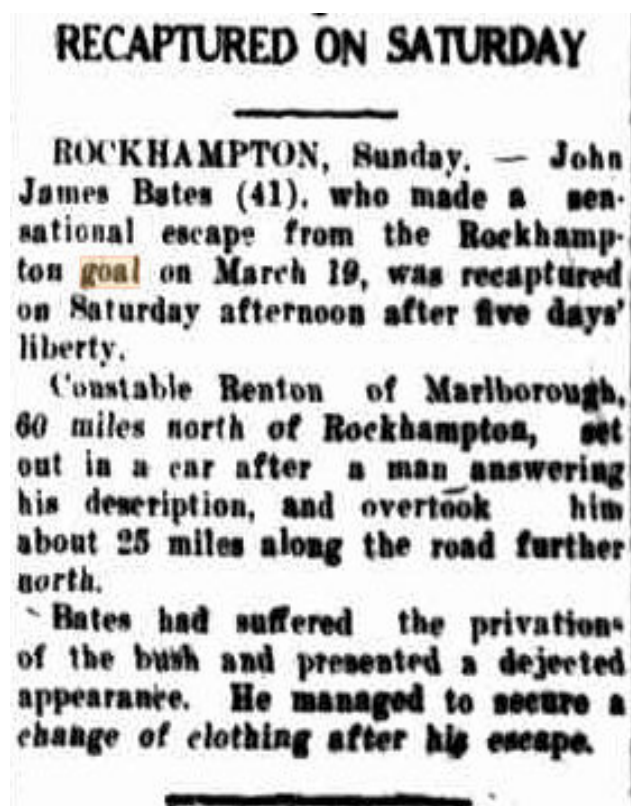 RECAPTURED ON SATURDAY
ROCKHAMPTON, Sunday. — John
James Bates (41), who made a sen-
sational escape from the Rockhamp-
ton goal on March 19, was recaptured
on Saturday afternoon after five days'
liberty.
Constable Renton of Marlborough,
60 miles north of Rockhampton, set
out in a car after a man answering
his description, and overtook him
about 25 miles along the road further
north.
Bates had suffered the privations
of the bush and presented a dejected
appearance. He managed to secure a
change of clothing after his escape.